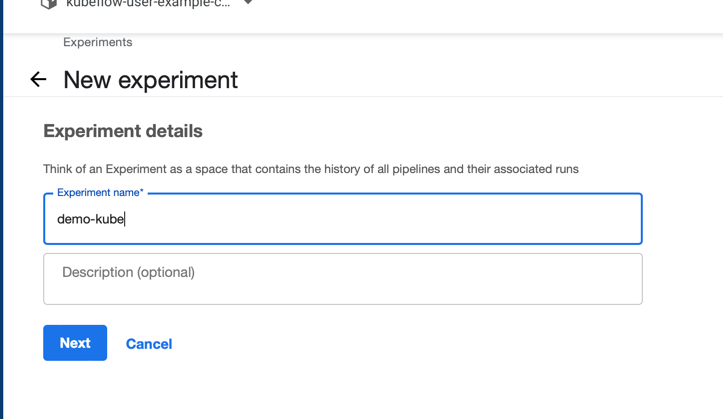 kubeflow-user-example-c...
Experiments
New experiment
Experiment details
Think of an Experiment as a space that contains the history of all pipelines and their associated runs
Experiment name*
demo-kube
Description (optional)
Next Cancel